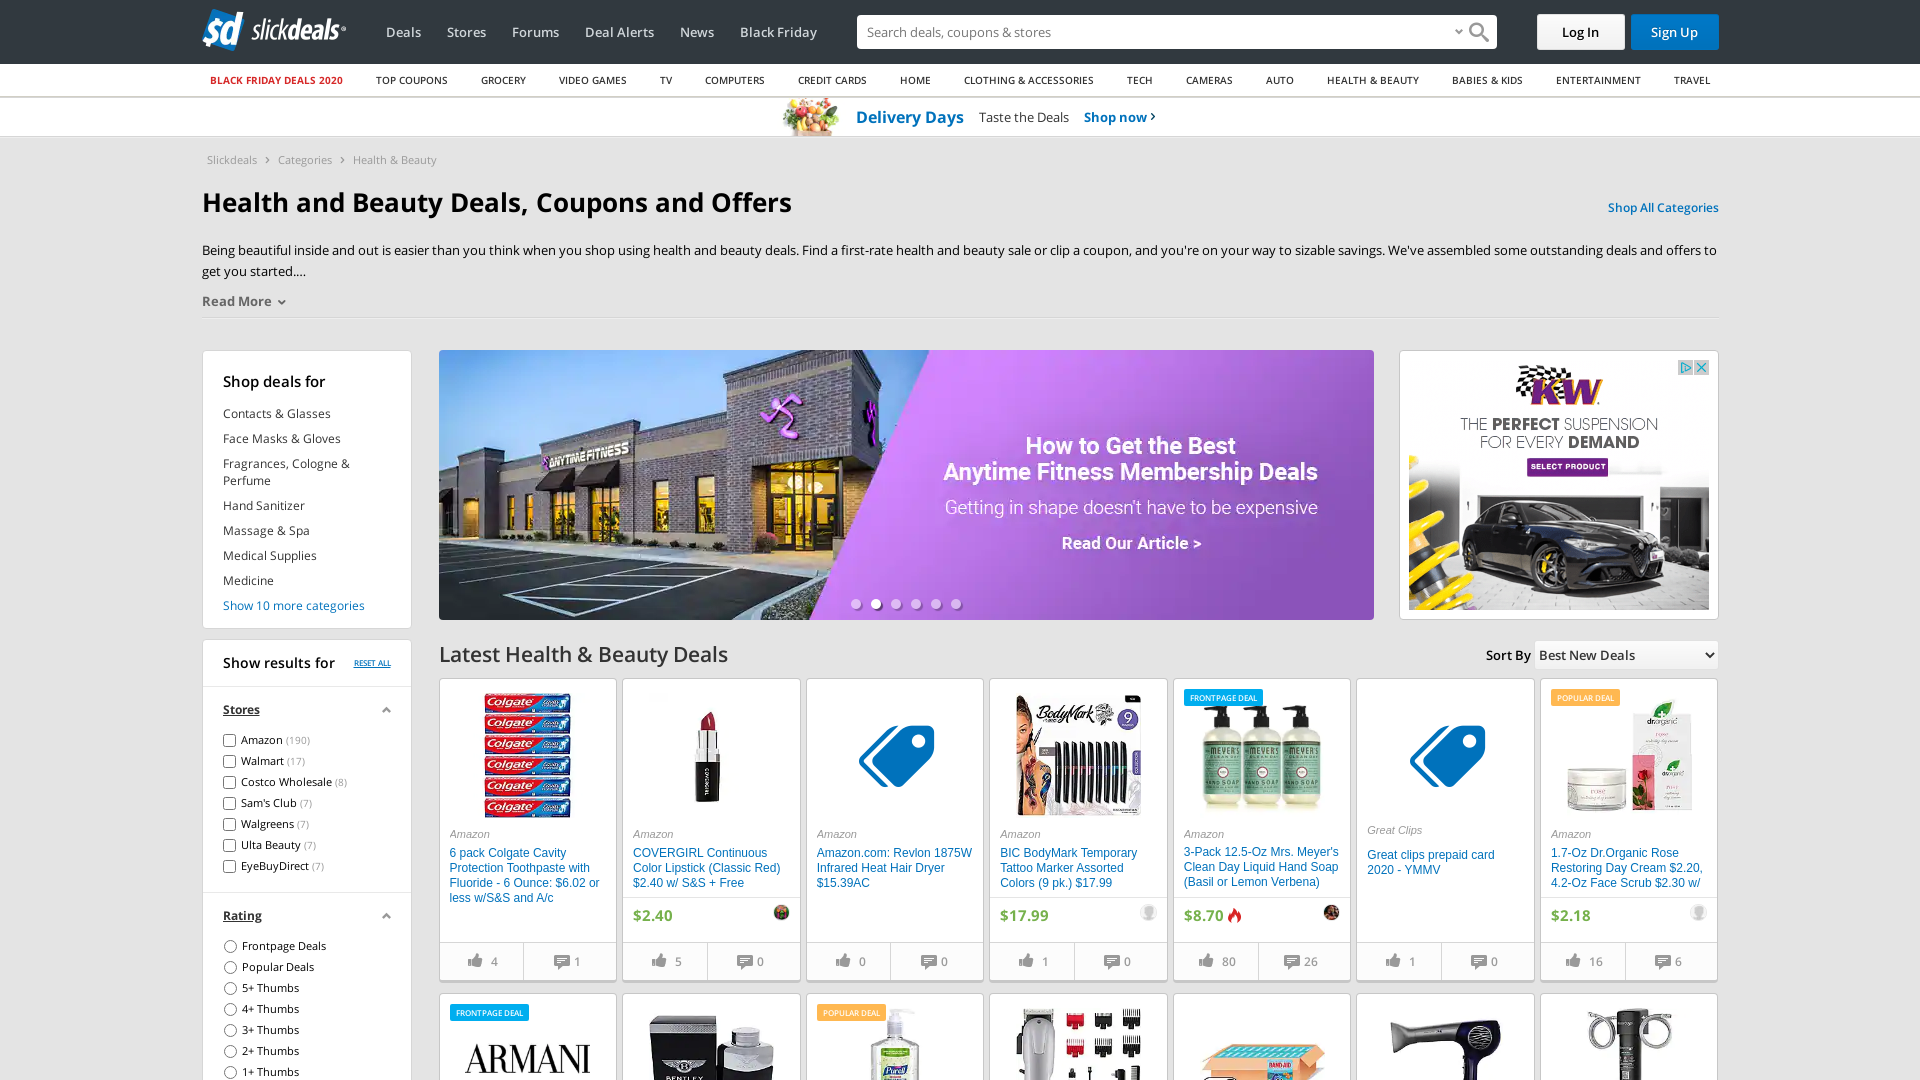 sd slickdeals
Deals
Stores
Forums
Deal Alerts
News
Black Friday
Search deals, coupons & stores
Log In
Sign Up
BLACK FRIDAY DEALS 2020
TOP COUPONS
GROCERY
VIDEO GAMES
TV
COMPUTERS
CREDIT CARDS
HOME
CLOTHING & ACCESSORIES
TECH
CAMERAS
AUTO
HEALTH & BEAUTY
BABIES & KIDS
ENTERTAINMENT
TRAVEL
Delivery Days Taste the Deals Shop now
Slickdeals > Categories > Health & Beauty
Health and Beauty Deals, Coupons and Offers
Shop All Categories
Being beautiful inside and out is easier than you think when you shop using health and beauty deals. Find a first-rate health and beauty sale or clip a coupon, and you're on your way to sizable savings. We've assembled some outstanding deals and offers to
get you started....
Read More
Shop deals for
Contacts & Glasses
Face Masks & Gloves
Fragrances, Cologne &
Perfume
Hand Sanitizer
Massage & Spa
Medical Supplies
Medicine
Show 10 more categories
ANYTIME FITNESS
How to Get the Best
Anytime Fitness Membership Deals
Getting in shape doesn't have to be expensive
Read Our Article >
KW
THE PERFECT SUSPENSION
FOR EVERY DEMAND
SELECT PRODUCT
Show results for
RESET ALL
Stores
Amazon (190)
Walmart (17)
Costco Wholesale (8)
Sam's Club (7)
Walgreens (7)
Ulta Beauty (7)
EyeBuyDirect (7)
Rating
Frontpage Deals
Popular Deals
5+ Thumbs
4+ Thumbs
3+ Thumbs
2+ Thumbs
1+ Thumbs
Latest Health & Beauty Deals
Sort By Best New Deals
Colgate
Colgate
Colgate
Colgate
Colgate
Colgate
Amazon
6 pack Colgate Cavity
Protection Toothpaste with
Fluoride - 6 Ounce: $6.02 or
less w/S&S and A/c
4
1
COVERGIRL
Amazon
COVERGIRL Continuous
Color Lipstick (Classic Red)
$2.40 w/ S&S + Free
$2.40
5
0
Amazon
Amazon.com: Revlon 1875W
Infrared Heat Hair Dryer
$15.39AC
0
0
BodyMark
9
Amazon
BIC BodyMark Temporary
Tattoo Marker Assorted
Colors (9 pk.) $17.99
$17.99
1
0
FRONTPAGE DEAL
MEYER'S
MEYER'S
MEYER'S
HAND SOAP
HAND SOAP
HAND SOAP
Amazon
3-Pack 12.5-Oz Mrs. Meyer's
Clean Day Liquid Hand Soap
(Basil or Lemon Verbena)
$8.70
80
26
Great Clips
Great clips prepaid card
2020 - YMMV
1
0
POPULAR DEAL
dr.organic
rose
rose
Amazon
1.7-Oz Dr.Organic Rose
Restoring Day Cream $2.20,
4.2-Oz Face Scrub $2.30 w/
$2.18
16
6
FRONTPAGE DEAL
ARMANI
BENTLEY
POPULAR DEAL
Purell
BAND-AID